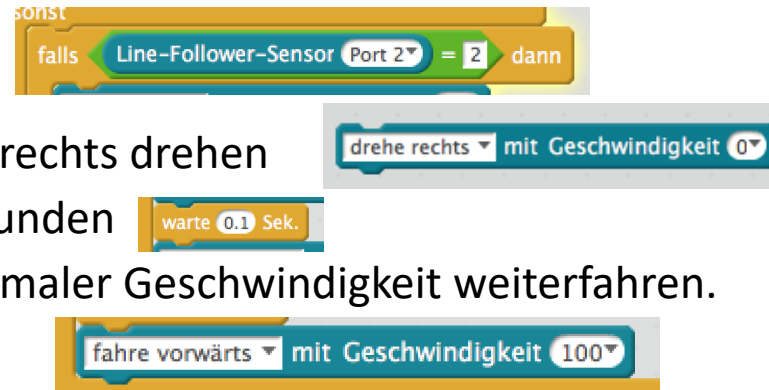 sonst
falls Line-Follower-Sensor Port 2 = 2 dann
rechts drehen drehe rechts mit Geschwindigkeit 0
unden warte 0.1 Sek.
maler Geschwindigkeit weiterfahren.
fahre vorwärts mit Geschwindigkeit 100